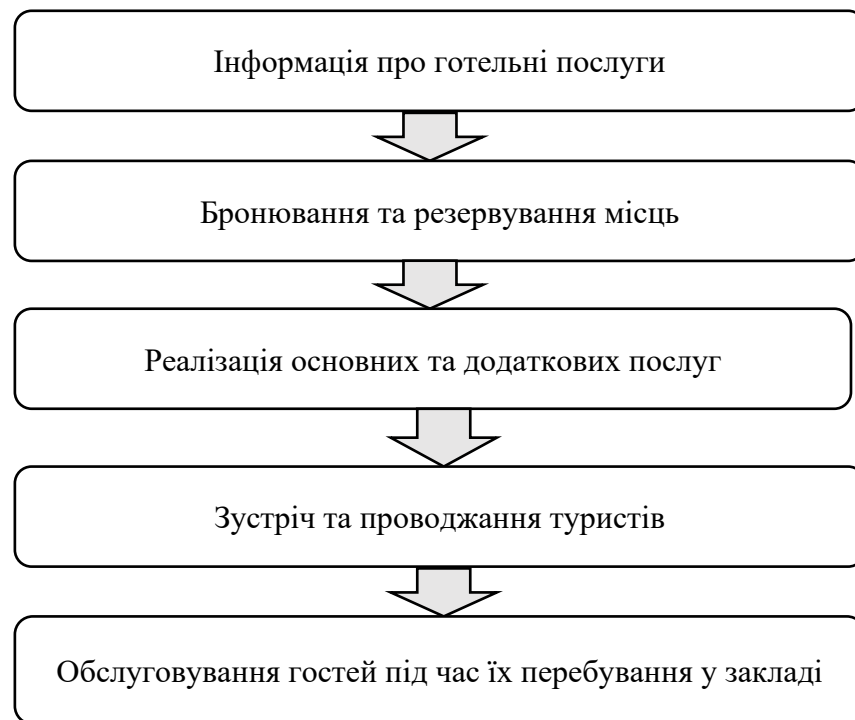 Інформація про готельні послуги
Бронювання та резервування місць
Реалізація основних та додаткових послуг
Зустріч та проводжання туристів
Обслуговування гостей під час їх перебування у закладі